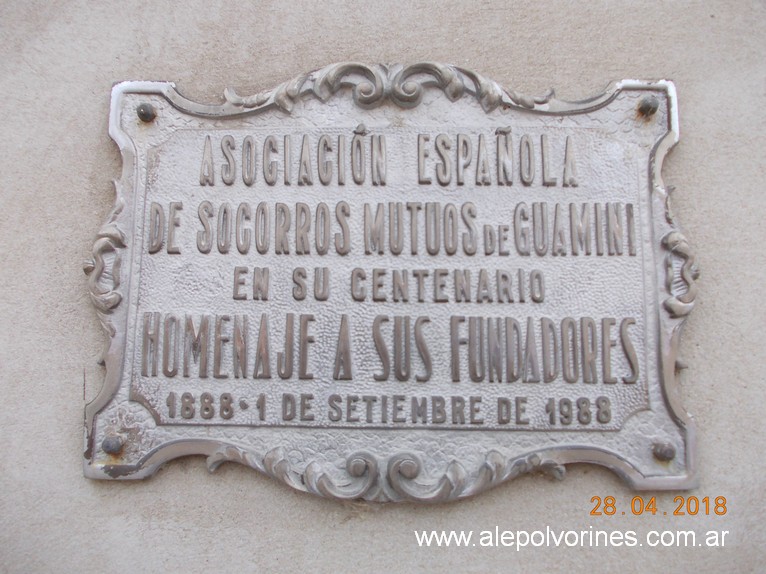 ASOCIACIÓN ESPAÑOLA
DE SOCORROS MUTUOS DE GUAMINI
EN SU CENTENARIO
HOMENAJE A SUS FUNDADORES
1888 - 1 DE SETIEMBRE DE 1988
28.04.2018
www.alepolvorines.com.ar